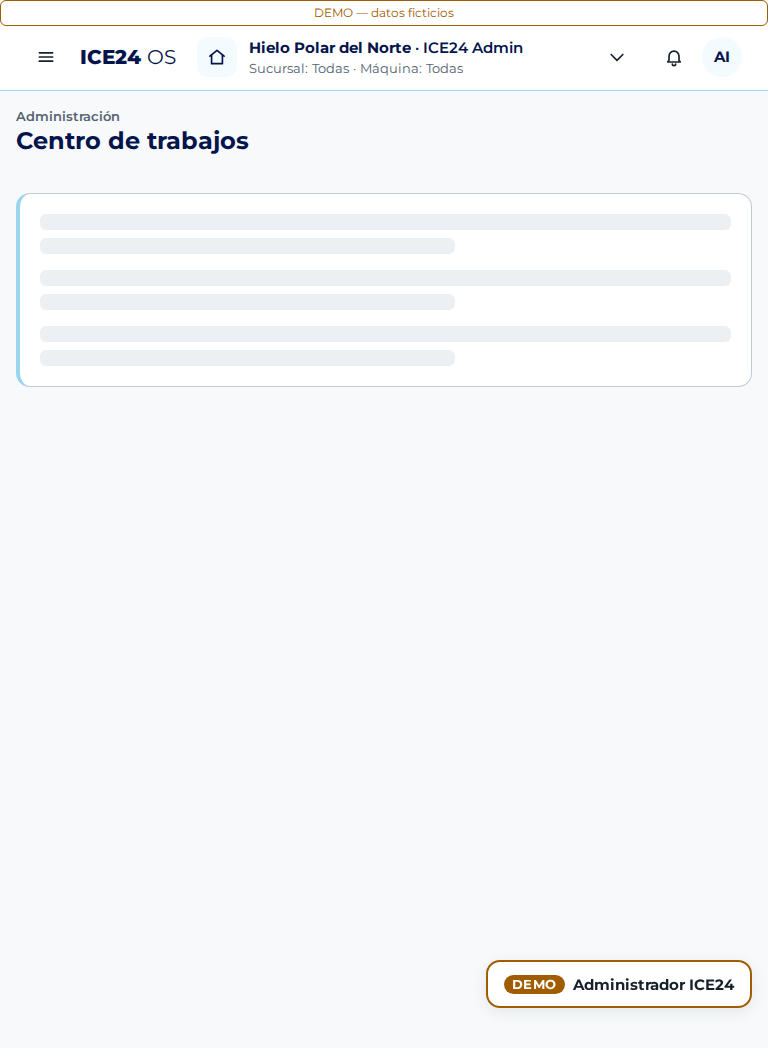 DEMO — datos ficticios
ICE24 OS
Hielo Polar del Norte · ICE24 Admin
Sucursal: Todas · Máquina: Todas
AI
Administración
Centro de trabajos
DEMO Administrador ICE24